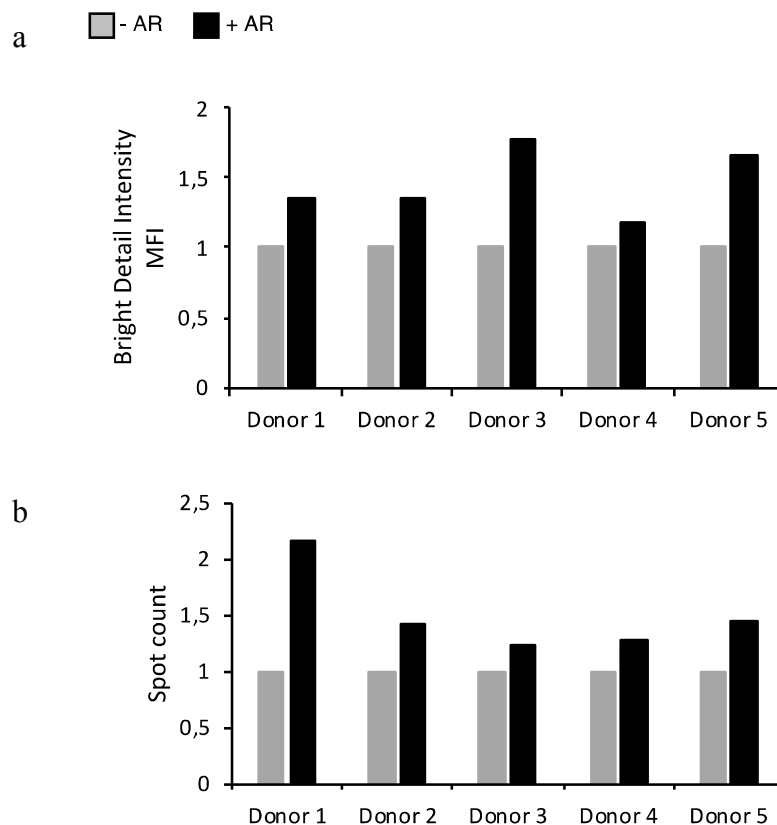 a
- AR + AR
Bright Detail Intensity
MFI
2
1,5
1
0,5
0
Donor 1 Donor 2 Donor 3 Donor 4 Donor 5
b
Spot count
2,5
2
1,5
1
0,5
0
Donor 1 Donor 2 Donor 3 Donor 4 Donor 5